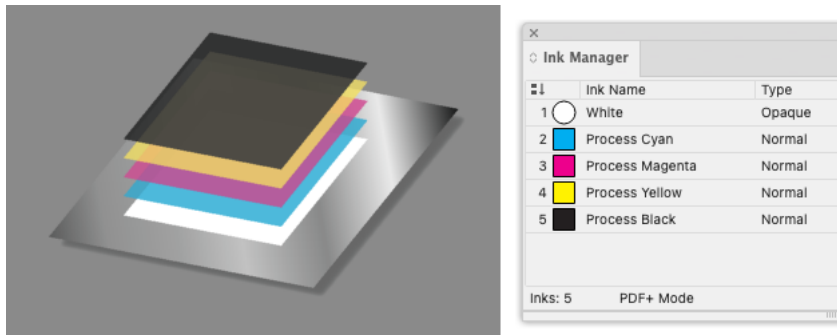 Ink Manager
Ink Name Type
1 White Opaque
2 Process Cyan Normal
3 Process Magenta Normal
4 Process Yellow Normal
5 Process Black Normal
Inks: 5 PDF+ Mode